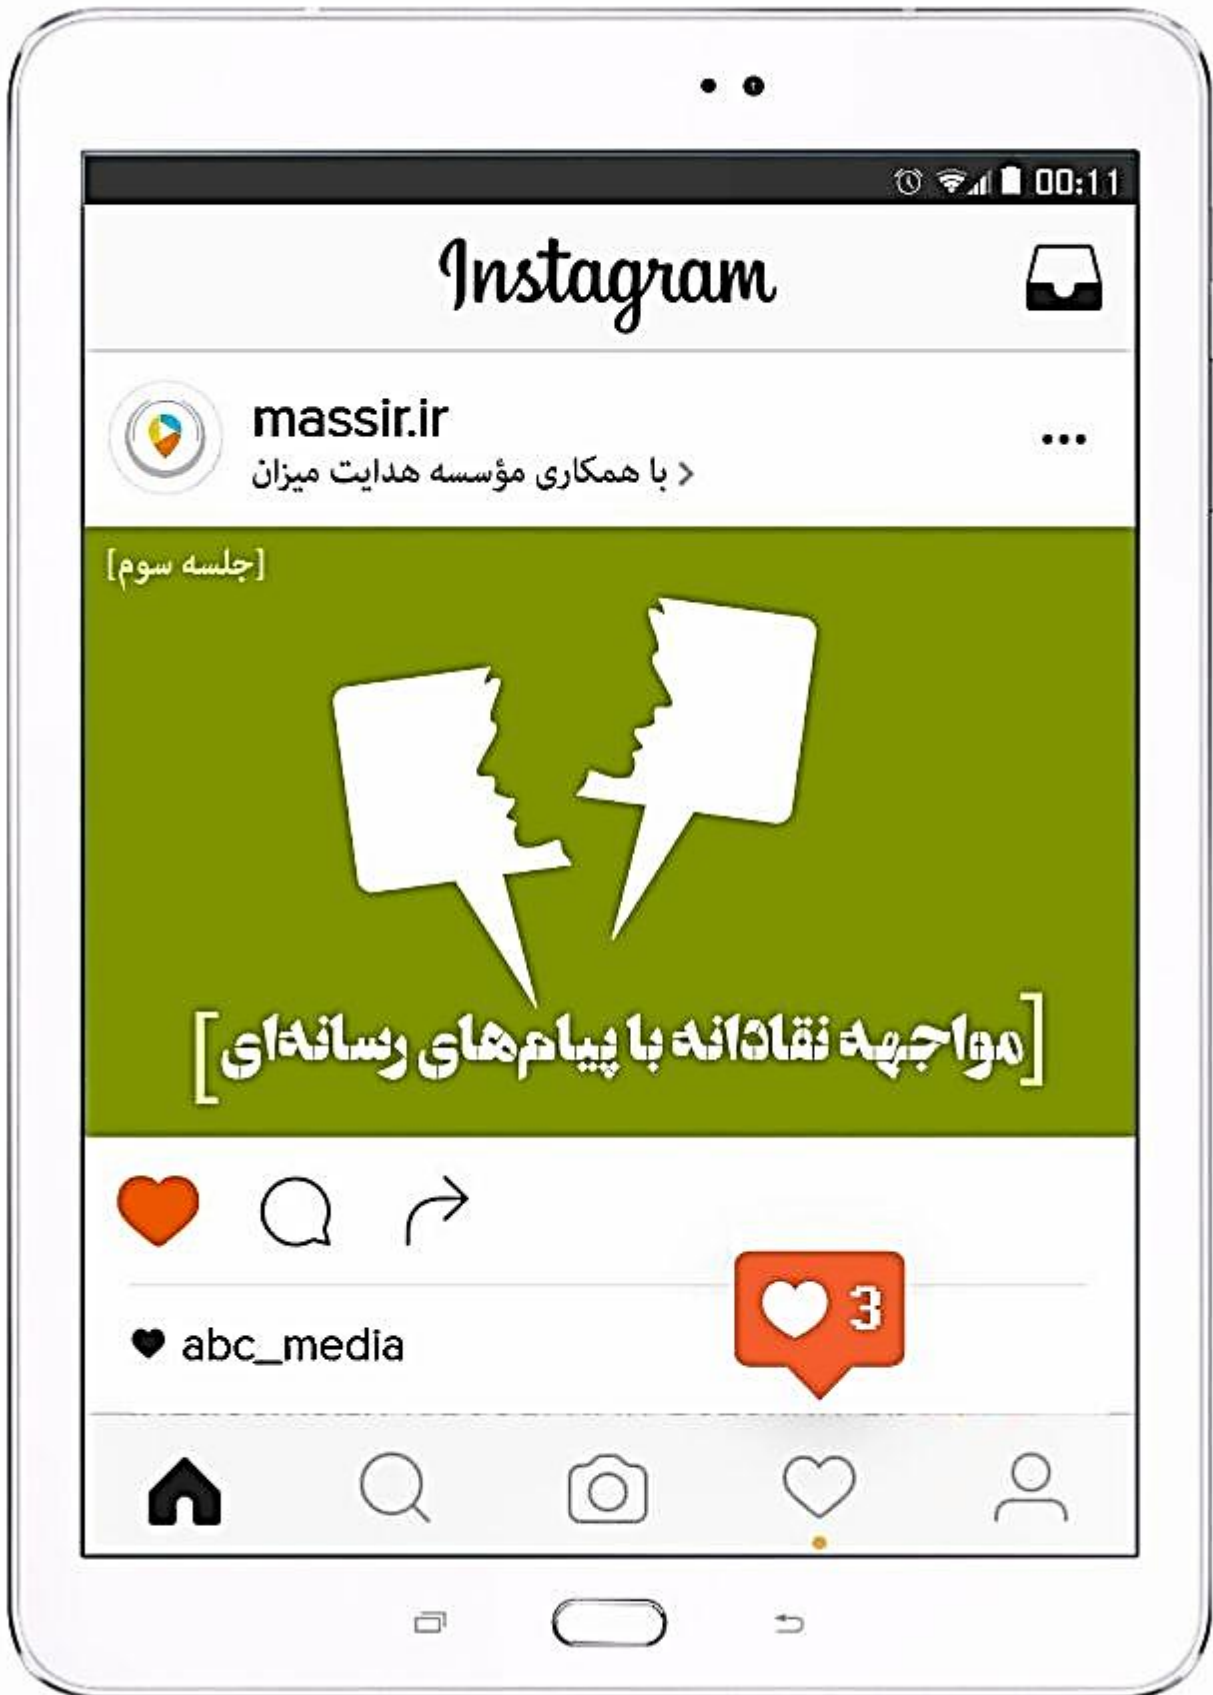 00:11
Instagram
massir.ir
با همکاری مؤسسه هدایت میزان >
[جلسه سوم]
[مواجهه نقادانه با پیام‌های رسانه‌ای]
3
abc_media